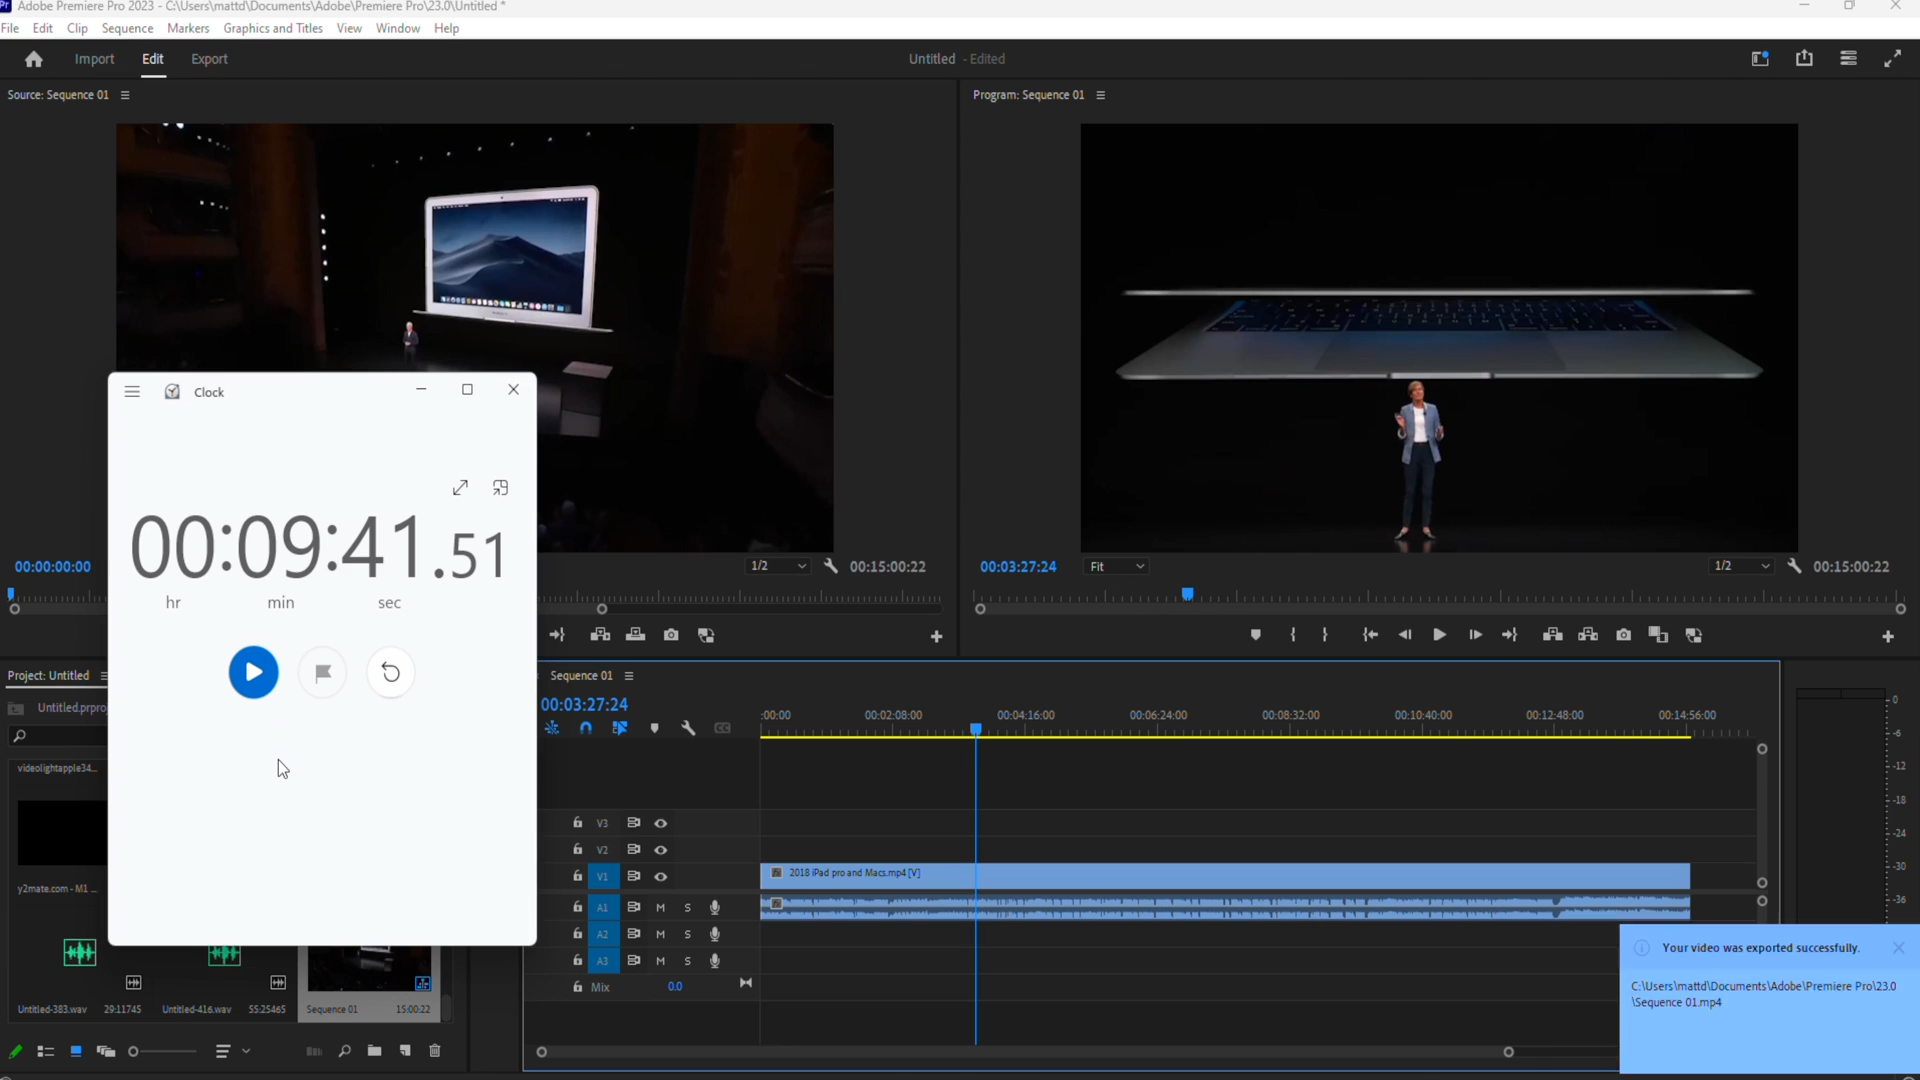 Adobe Premiere Pro 2023 - C:\Users\mattd\Documents\Adobe\Premiere Pro\23.0\Untitled *
File Edit Clip Sequence Markers Graphics and Titles View Window Help
Import Edit Export
Untitled - Edited
Source: Sequence 01
Program: Sequence 01
Clock
00:09:41.51
hr min sec
00:00:00:00
1/2
00:15:00:22
00:03:27:24
Fit
1/2
00:15:00:22
Project: Untitled
Untitled.prproj
videolightapple34...
y2mate.com - M1 ...
Untitled-383.wav 29:11745
Untitled-416.wav 55:25465
Sequence 01 15:00:22
Sequence 01
00:03:27:24
:00:00 00:02:08:00 00:04:16:00 00:06:24:00 00:08:32:00 00:10:40:00 00:12:48:00 00:14:56:00
V3
V2
V1
2018 iPad pro and Macs.mp4 [V]
A1 M S
A2 M S
A3 M S
Mix 0.0
0
-6
-12
-18
-24
-30
-36
Your video was exported successfully.
C:\Users\mattd\Documents\Adobe\Premiere Pro\23.0
\Sequence 01.mp4